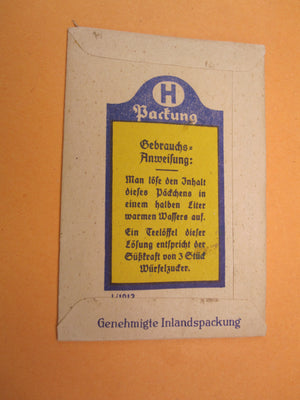 H
Packung
Gebrauchs=
Anweisung:
Man löse den Inhalt
dieses Päckchens in
einem halben Liter
warmen Wassers auf.
Ein Teelöffel dieser
Lösung entspricht der
Süßkraft von 3 Stück
Würfelzucker.
Genehmigte Inlandspackung